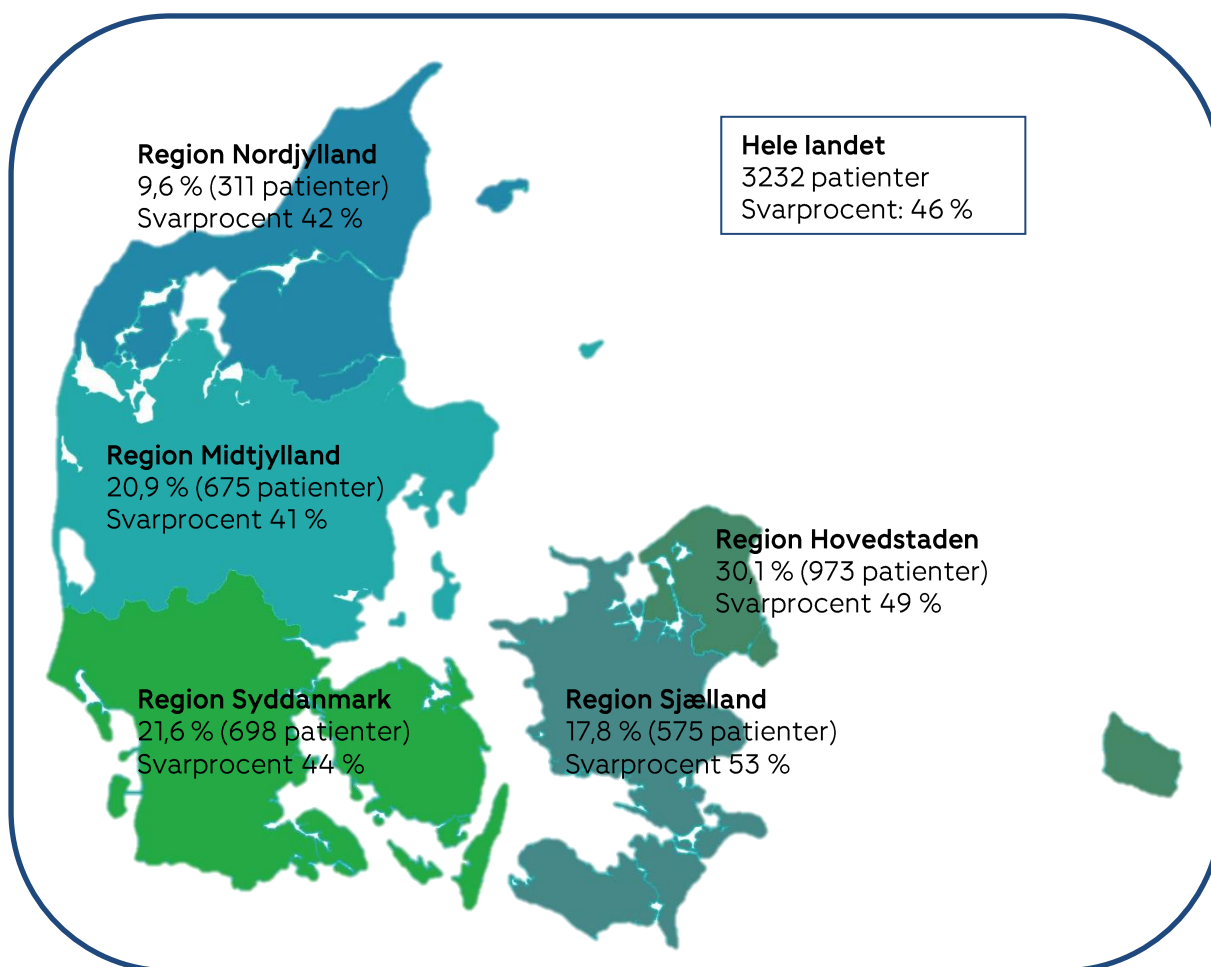 Region Nordjylland
9,6 % (311 patienter)
Svarprocent 42 %
Hele landet
3232 patienter
Svarprocent: 46 %
Region Midtjylland
20,9 % (675 patienter)
Svarprocent 41 %
Region Hovedstaden
30,1 % (973 patienter)
Svarprocent 49 %
Region Syddanmark
21,6 % (698 patienter)
Svarprocent 44 %
Region Sjælland
17,8 % (575 patienter)
Svarprocent 53 %